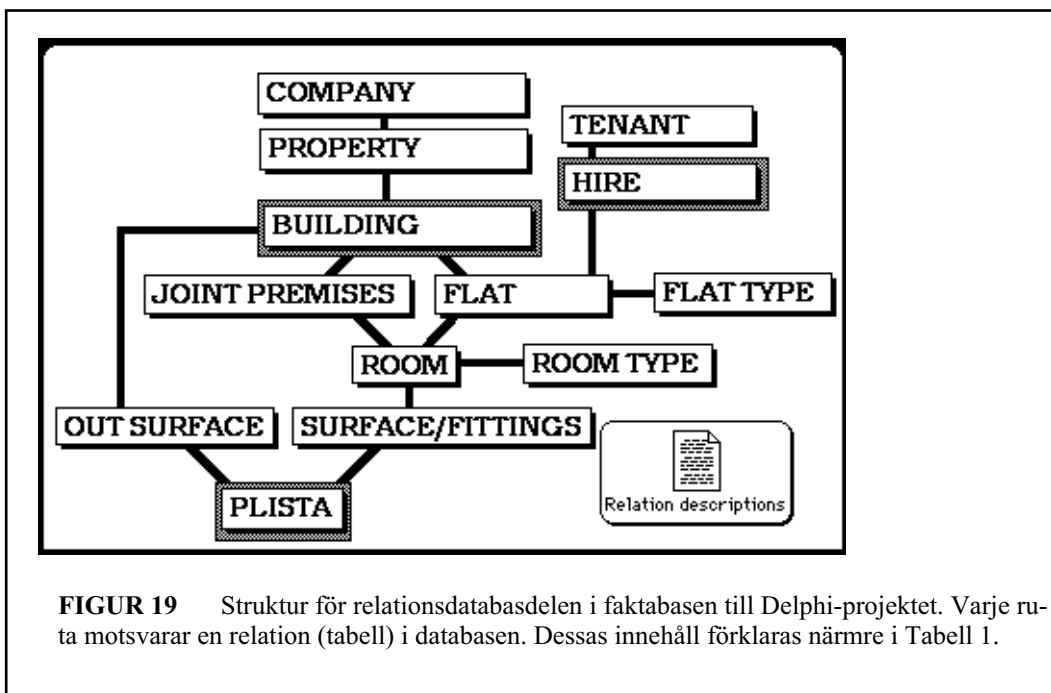 COMPANY
TENANT
PROPERTY
HIRE
BUILDING
JOINT PREMISES
FLAT
FLAT TYPE
ROOM
ROOM TYPE
OUT SURFACE
SURFACE/FITTINGS
PLISTA
Relation descriptions
FIGUR 19 Struktur för relationsdatabasdelen i faktabasen till Delphi-projektet. Varje ru-
ta motsvarar en relation (tabell) i databasen. Dessas innehåll förklaras närmre i Tabell 1.